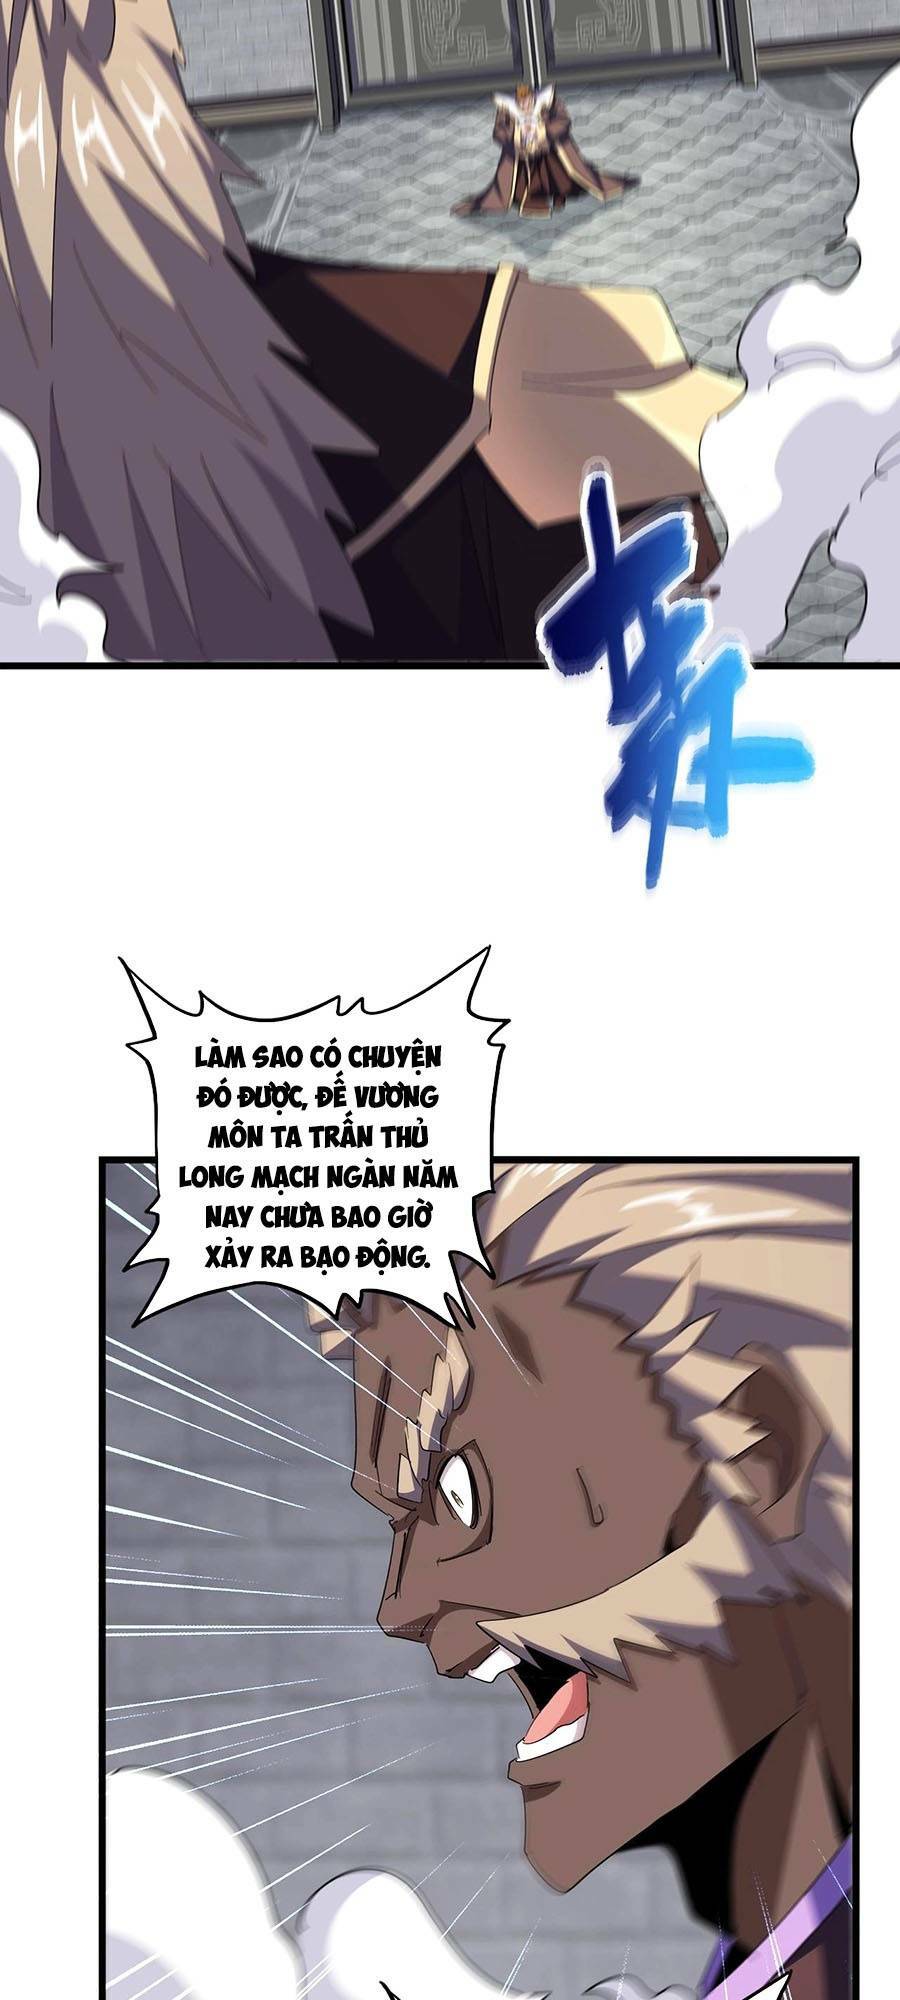 LÀM SAO CÓ CHUYỆN
ĐÓ ĐƯỢC, ĐẾ VƯƠNG
MÔN TA TRẤN THỦ
LONG MẠCH NGÀN NĂM
NAY CHƯA BAO GIỜ
XẢY RA BẠO ĐỘNG.